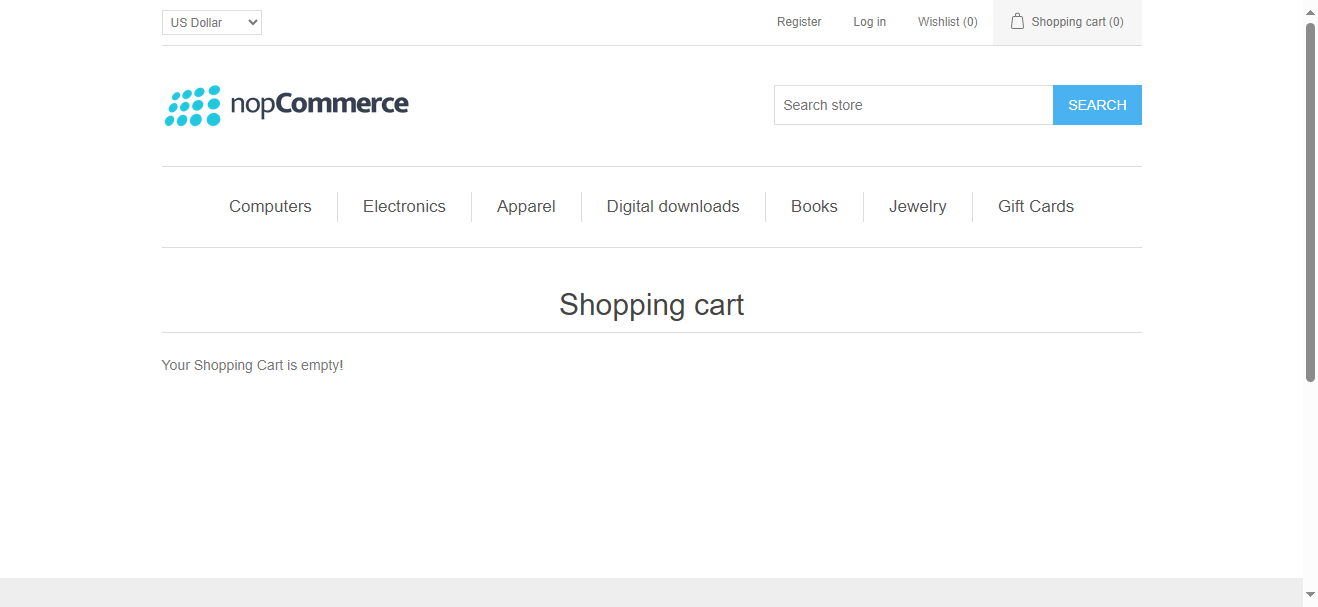 US Dollar
Register
Log in
Wishlist (0)
Shopping cart (0)
nopCommerce
Search store
SEARCH
Computers
Electronics
Apparel
Digital downloads
Books
Jewelry
Gift Cards
Shopping cart
Your Shopping Cart is empty!